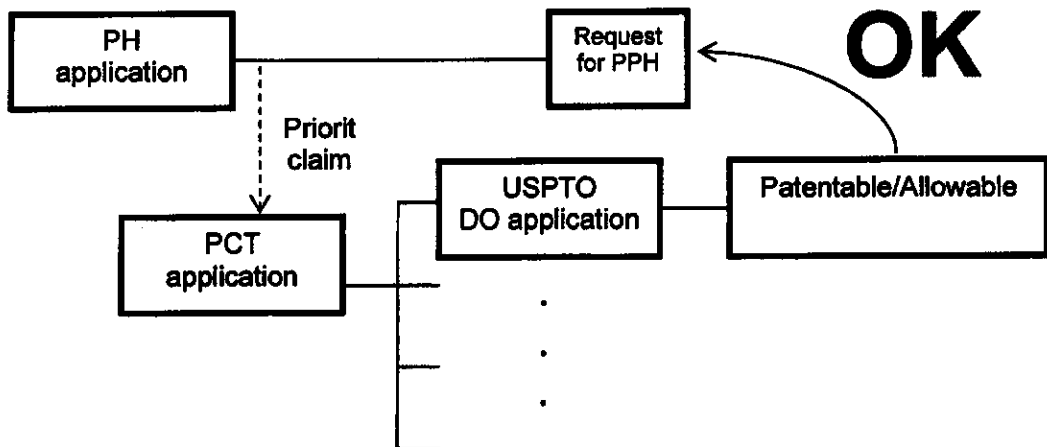 PH
application
Request
for PPH
OK
Priorit
claim
USPTO
DO application
Patentable/Allowable
PCT
application